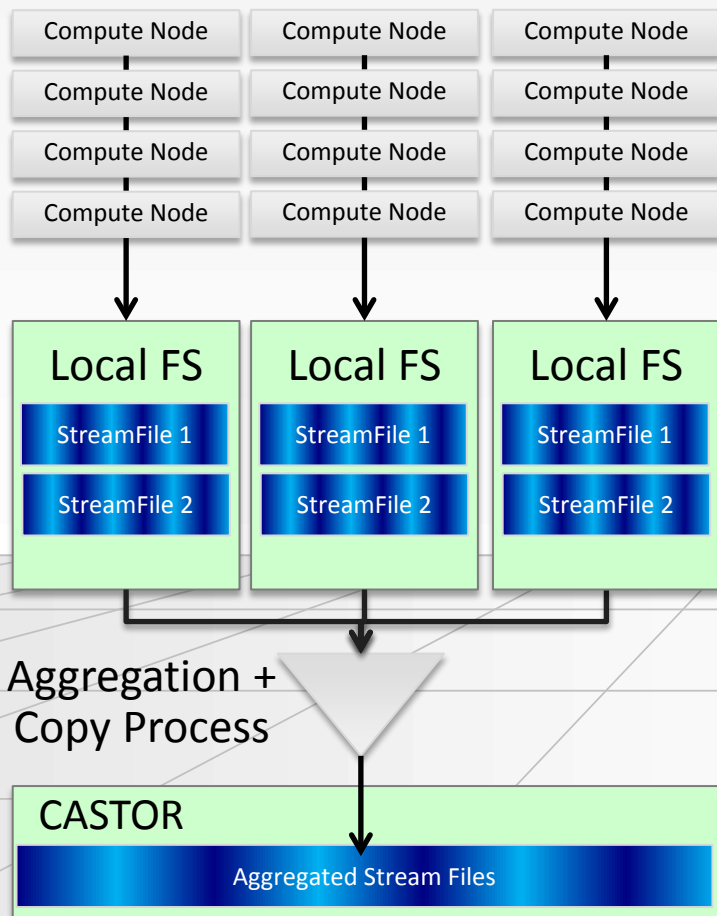 Compute Node Compute Node Compute Node
Compute Node Compute Node Compute Node
Compute Node Compute Node Compute Node
Compute Node Compute Node Compute Node
Local FS Local FS Local FS
StreamFile 1 StreamFile 1 StreamFile 1
StreamFile 2 StreamFile 2 StreamFile 2
Aggregation +
Copy Process
CASTOR
Aggregated Stream Files